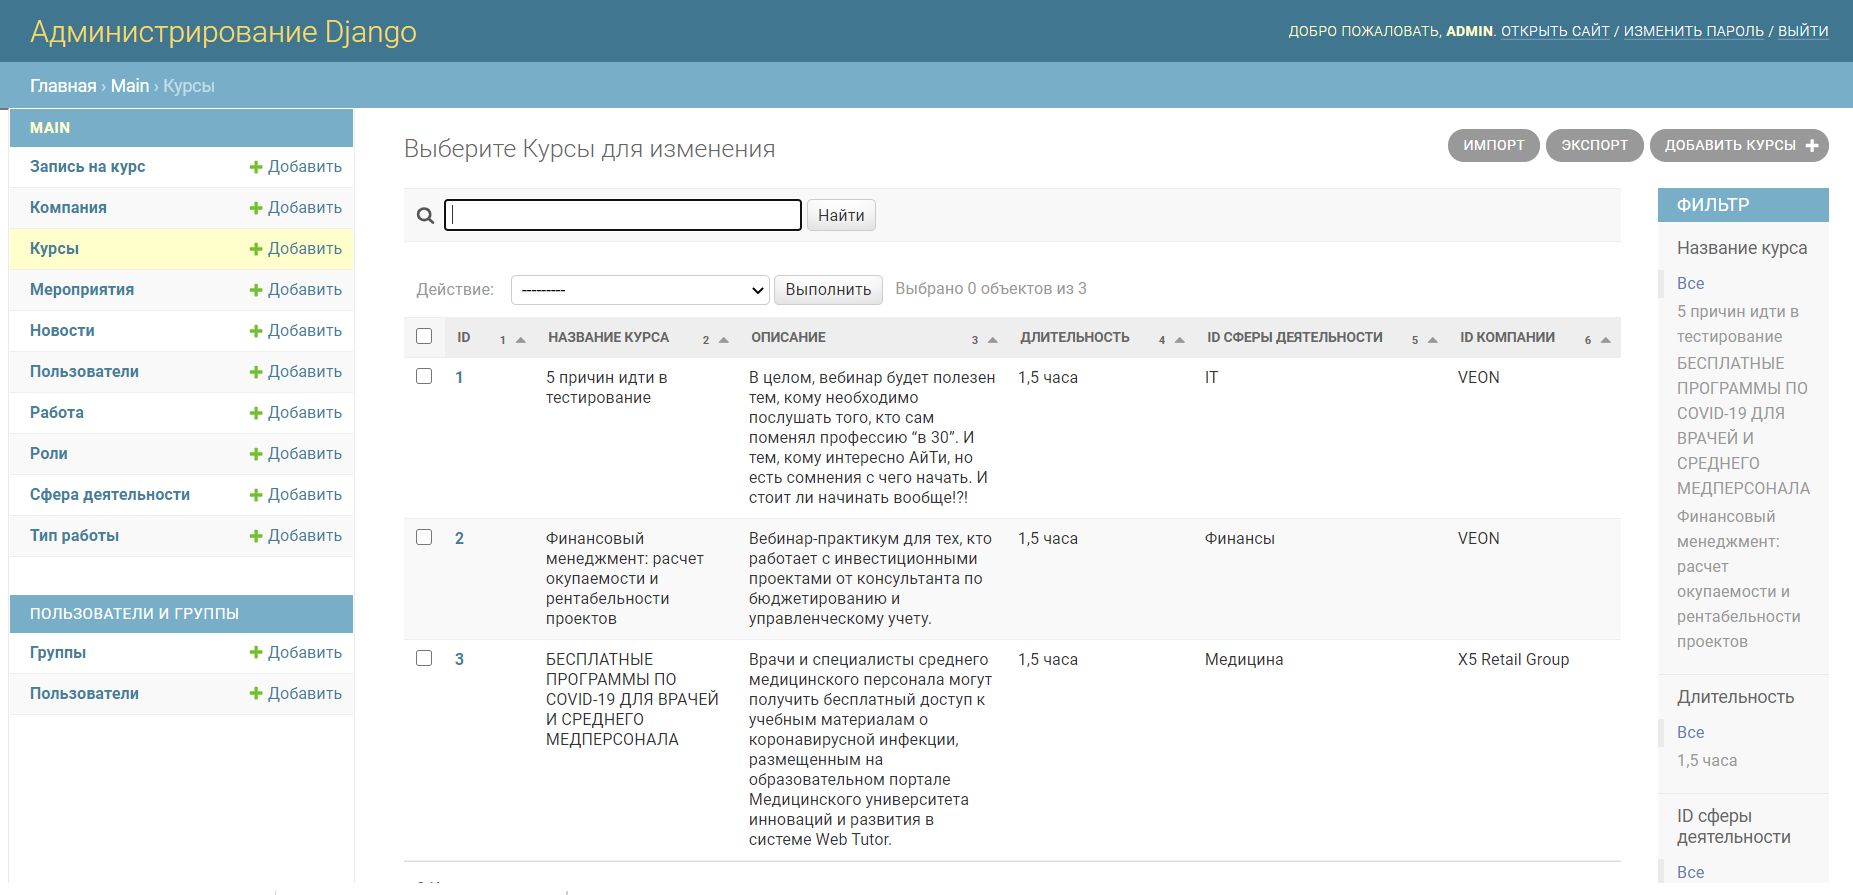 Администрирование Django
ДОБРО ПОЖАЛОВАТЬ, ADMIN. ОТКРЫТЬ САЙТ / ИЗМЕНИТЬ ПАРОЛЬ / ВЫЙТИ
Главная › Main › Курсы
MAIN
Запись на курс Добавить
Компания Добавить
Курсы Добавить
Мероприятия Добавить
Новости Добавить
Пользователи Добавить
Работа Добавить
Роли Добавить
Сфера деятельности Добавить
Тип работы Добавить
ПОЛЬЗОВАТЕЛИ И ГРУППЫ
Группы Добавить
Пользователи Добавить
Выберите Курсы для изменения
ИМПОРТ ЭКСПОРТ ДОБАВИТЬ КУРСЫ
Найти
Действие: --------- Выполнить Выбрано 0 объектов из 3
ID 1 НАЗВАНИЕ КУРСА 2 ОПИСАНИЕ 3 ДЛИТЕЛЬНОСТЬ 4 ID СФЕРЫ ДЕЯТЕЛЬНОСТИ 5 ID КОМПАНИИ 6
1
5 причин идти в
тестирование
В целом, вебинар будет полезен
тем, кому необходимо
послушать того, кто сам
поменял профессию “в 30”. И
тем, кому интересно АйТи, но
есть сомнения с чего начать. И
стоит ли начинать вообще!?!
1,5 часа
IT
VEON
2
Финансовый
менеджмент: расчет
окупаемости и
рентабельности
проектов
Вебинар-практикум для тех, кто
работает с инвестиционными
проектами от консультанта по
бюджетированию и
управленческому учету.
1,5 часа
Финансы
VEON
3
БЕСПЛАТНЫЕ
ПРОГРАММЫ ПО
COVID-19 ДЛЯ ВРАЧЕЙ
И СРЕДНЕГО
МЕДПЕРСОНАЛА
Врачи и специалисты среднего
медицинского персонала могут
получить бесплатный доступ к
учебным материалам о
коронавирусной инфекции,
размещенным на
образовательном портале
Медицинского университета
инноваций и развития в
системе Web Tutor.
1,5 часа
Медицина
X5 Retail Group
ФИЛЬТР
Название курса
Все
5 причин идти в
тестирование
БЕСПЛАТНЫЕ
ПРОГРАММЫ ПО
COVID-19 ДЛЯ
ВРАЧЕЙ И
СРЕДНЕГО
МЕДПЕРСОНАЛА
Финансовый
менеджмент:
расчет
окупаемости и
рентабельности
проектов
Длительность
Все
1,5 часа
ID сферы
деятельности
Все